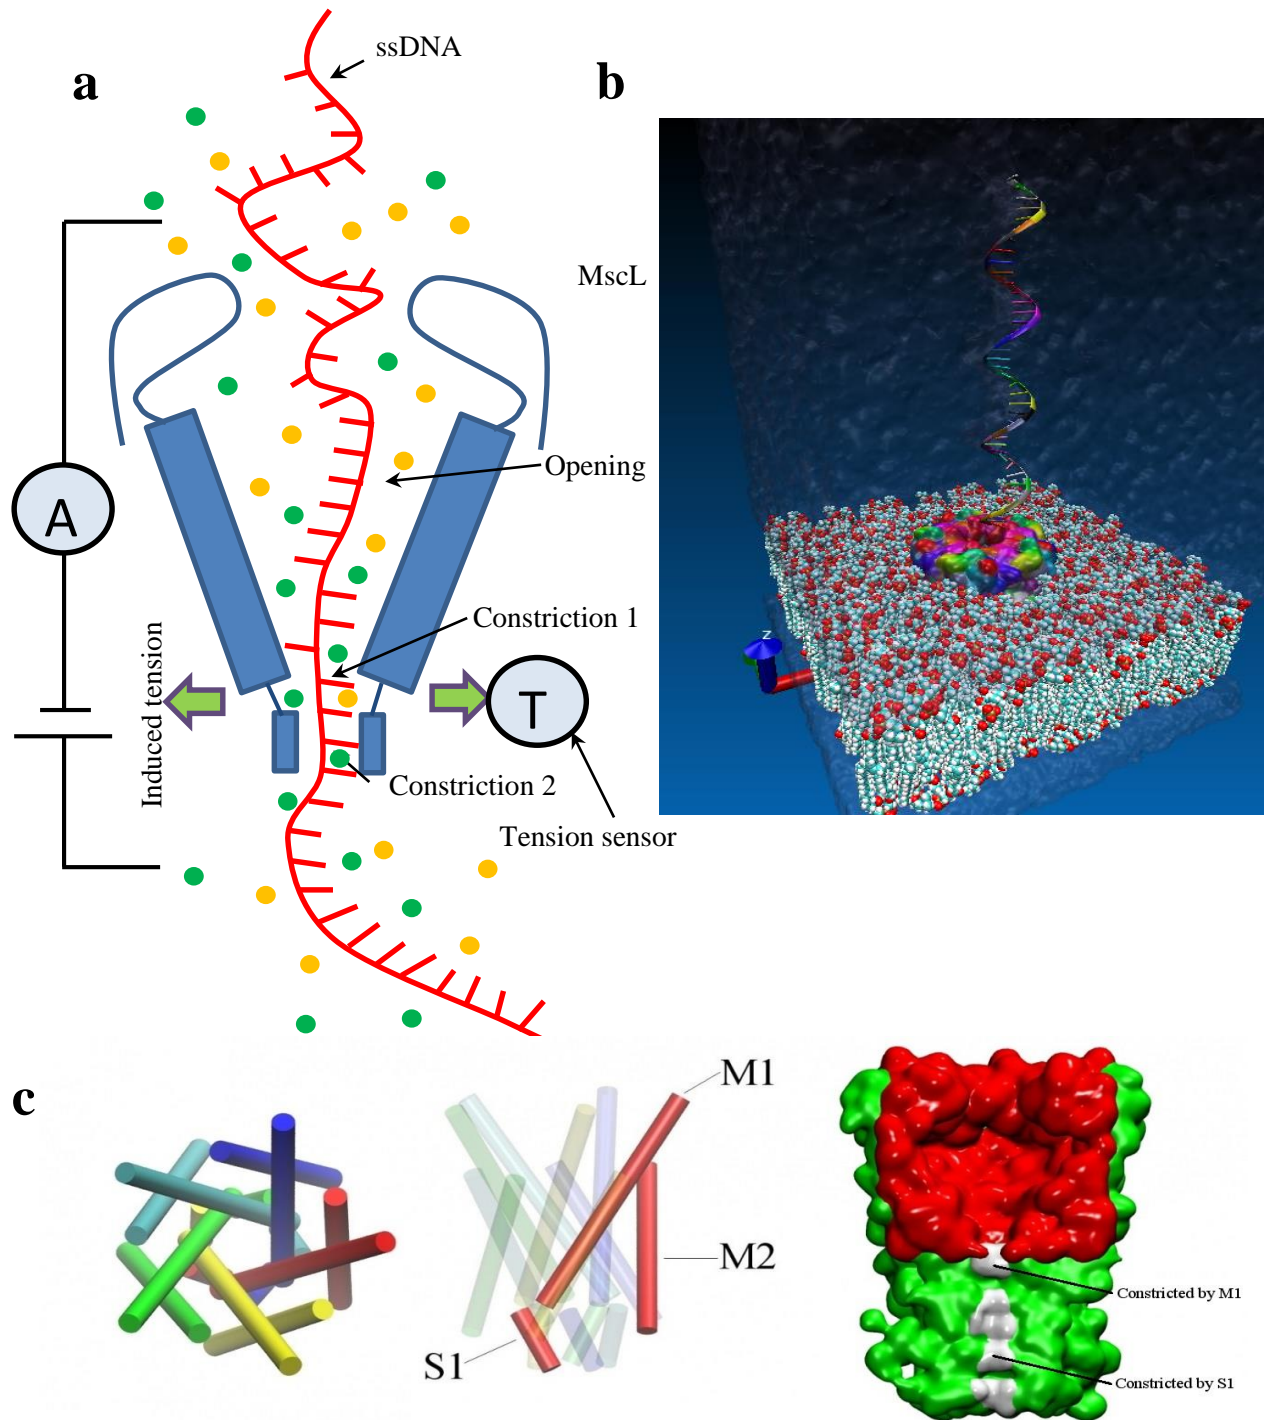 a
ssDNA
b
MscL
Opening
A
Constriction 1
Induced tension
T
Constriction 2
Tension sensor
z
c
M1
M2
S1
Constricted by M1
Constricted by S1